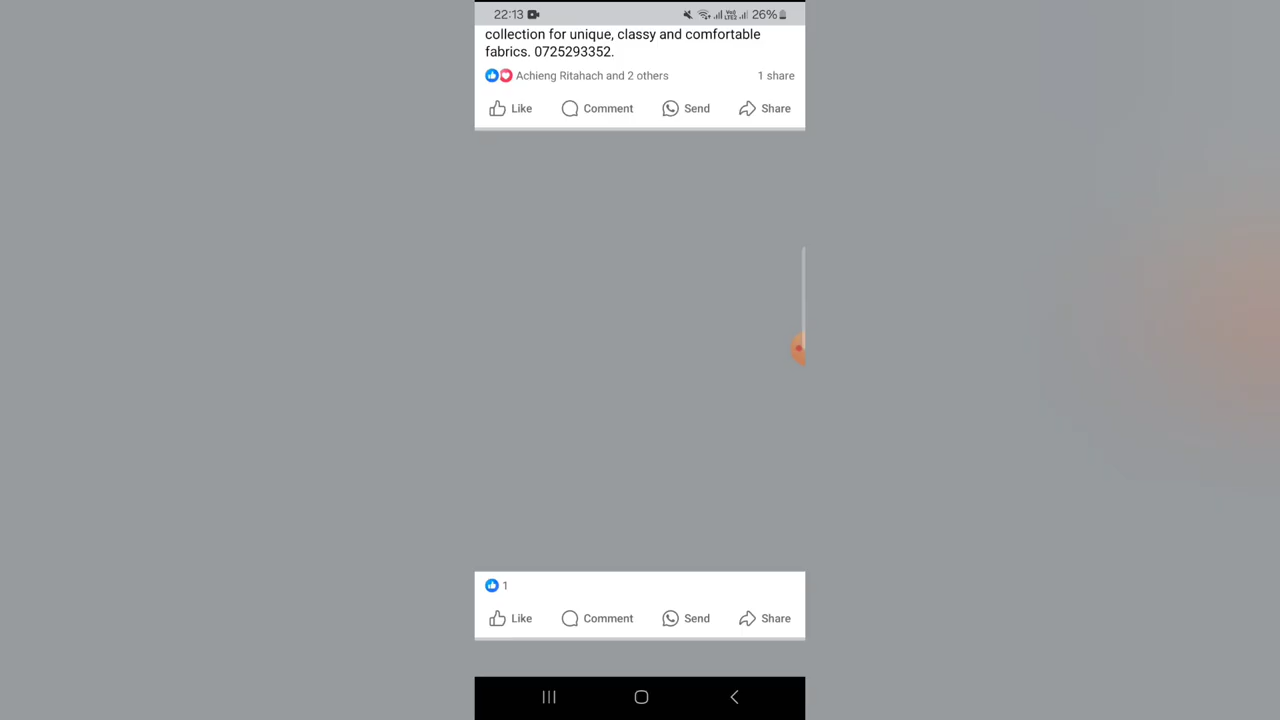 22:13 26%
collection for unique, classy and comfortable
fabrics. 0725293352.
Achieng Ritahach and 2 others 1 share
Like Comment Send Share
1
Like Comment Send Share